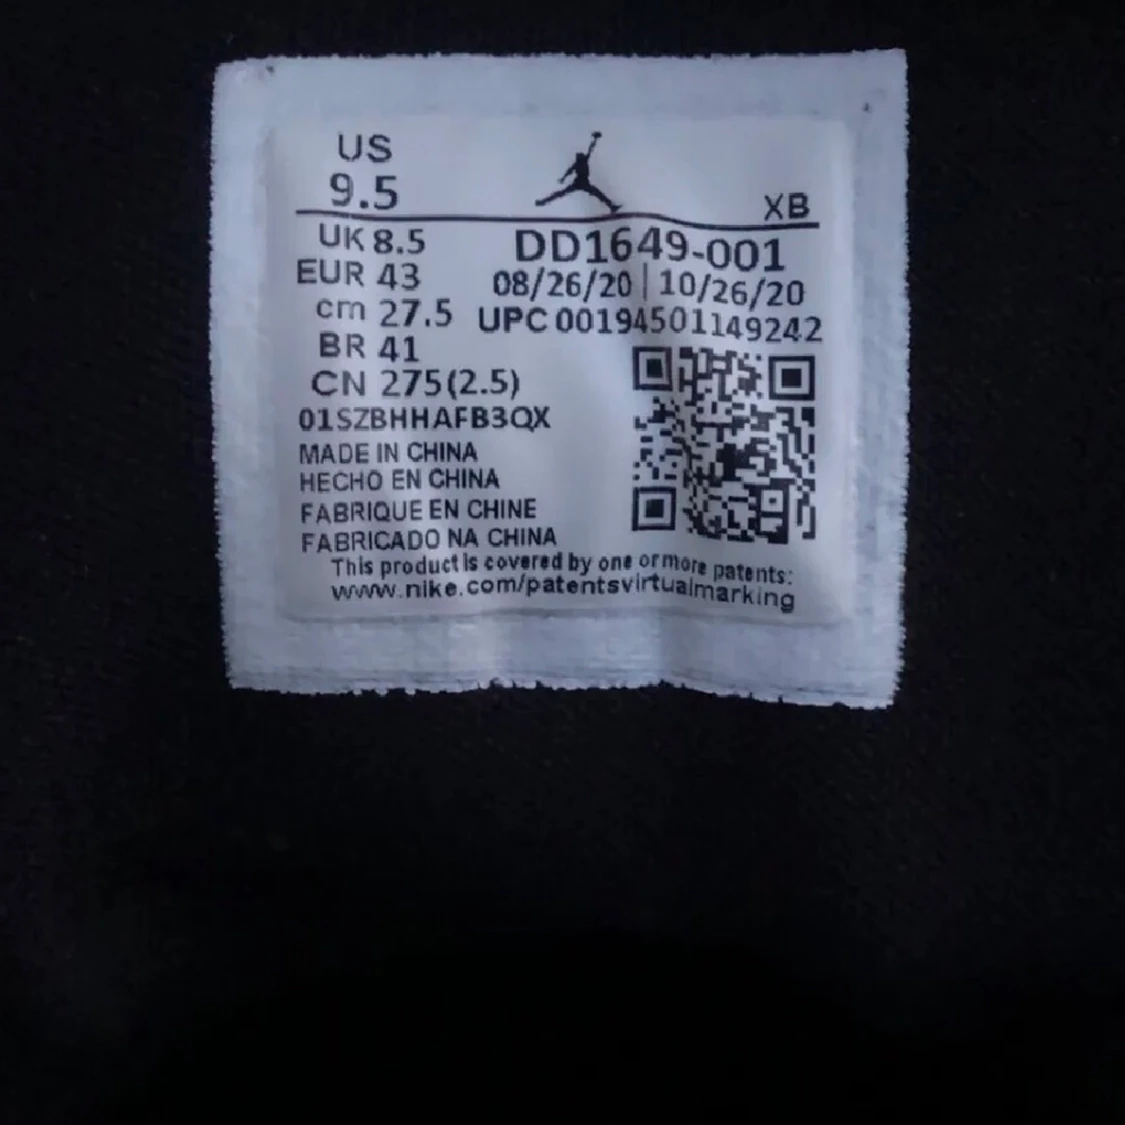 US
9.5
XB
UK 8.5
DD1649-001
EUR 43
08/26/20 | 10/26/20
cm 27.5
UPC 00194501149242
BR 41
CN 275(2.5)
01SZBHHAFB3QX
MADE IN CHINA
HECHO EN CHINA
FABRIQUE EN CHINE
FABRICADO NA CHINA
This product is covered by one or more patents:
www.nike.com/patentsvirtualmarking